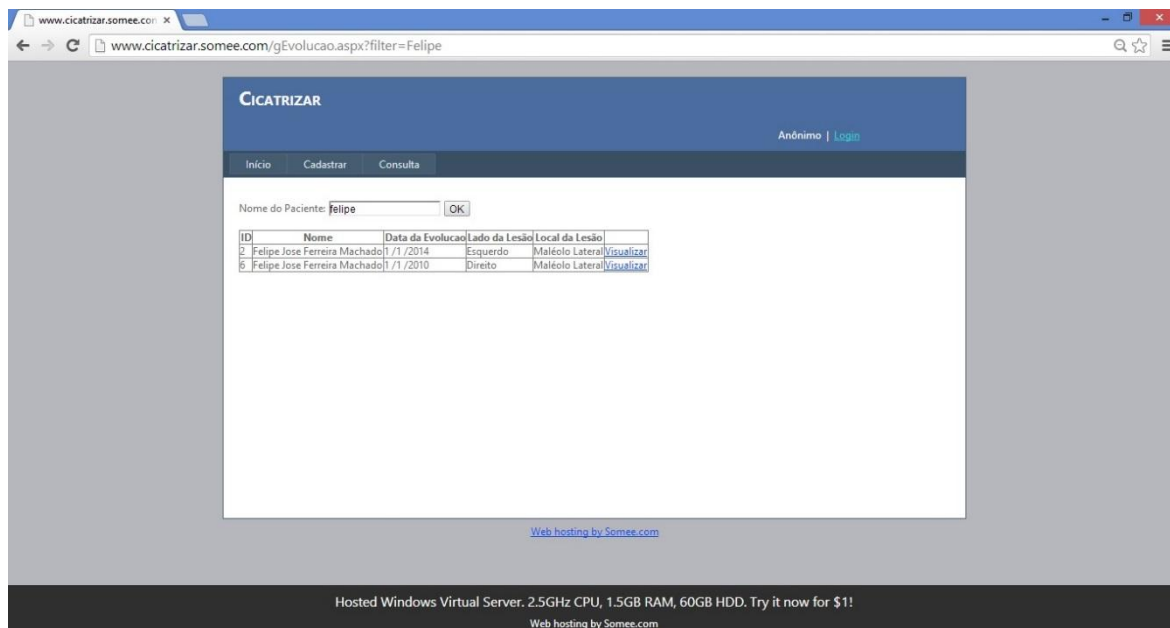 www.cicatrizar.somee.con
www.cicatrizar.somee.com/gEvolucao.aspx?filter=Felipe
CICATRIZAR
Anônimo | Login
Início Cadastrar Consulta
Nome do Paciente: felipe OK
ID Nome Data da Evolucao Lado da Lesão Local da Lesão
2 Felipe Jose Ferreira Machado 1 /1 /2014 Esquerdo Maléolo Lateral Visualizar
6 Felipe Jose Ferreira Machado 1 /1 /2010 Direito Maléolo Lateral Visualizar
Web hosting by Somee.com
Hosted Windows Virtual Server. 2.5GHz CPU, 1.5GB RAM, 60GB HDD. Try it now for $1!
Web hosting by Somee.com